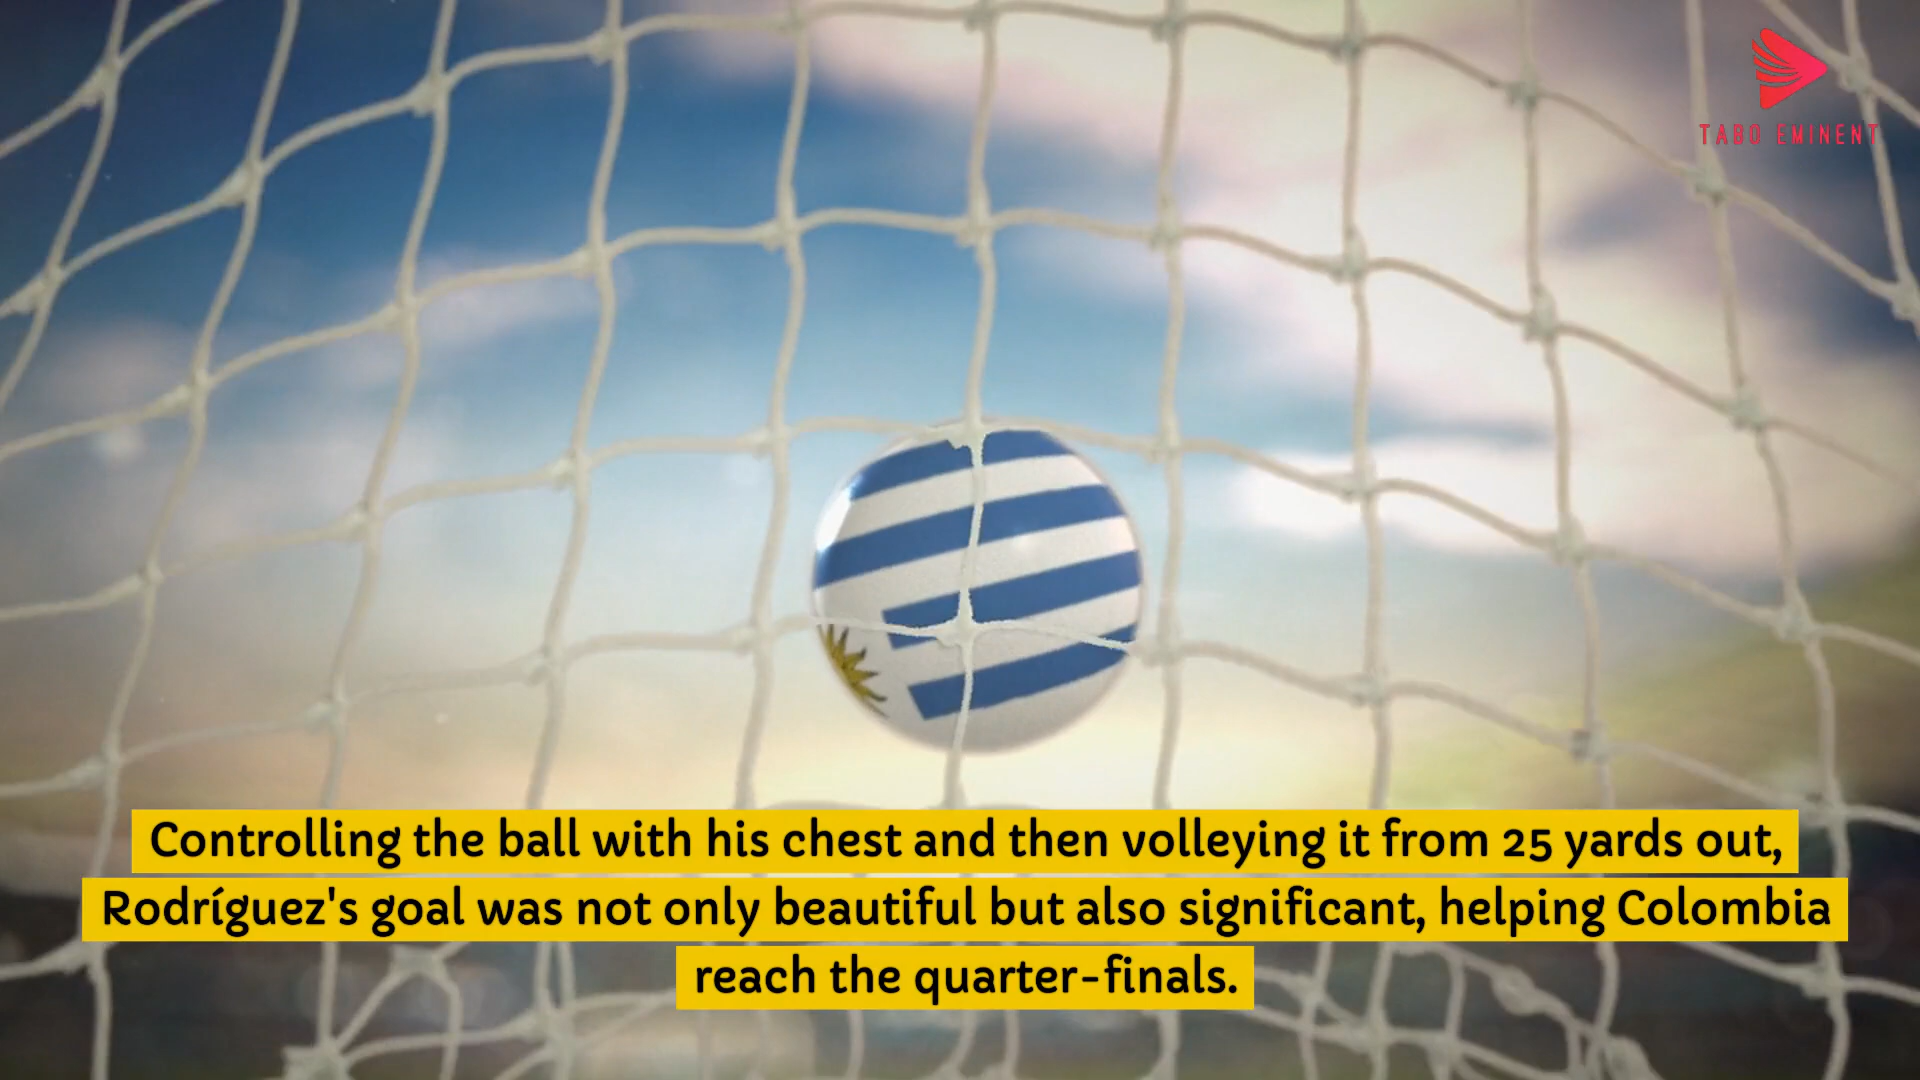 TABO EMINENT
Controlling the ball with his chest and then volleying it from 25 yards out,
Rodríguez's goal was not only beautiful but also significant, helping Colombia
reach the quarter-finals.